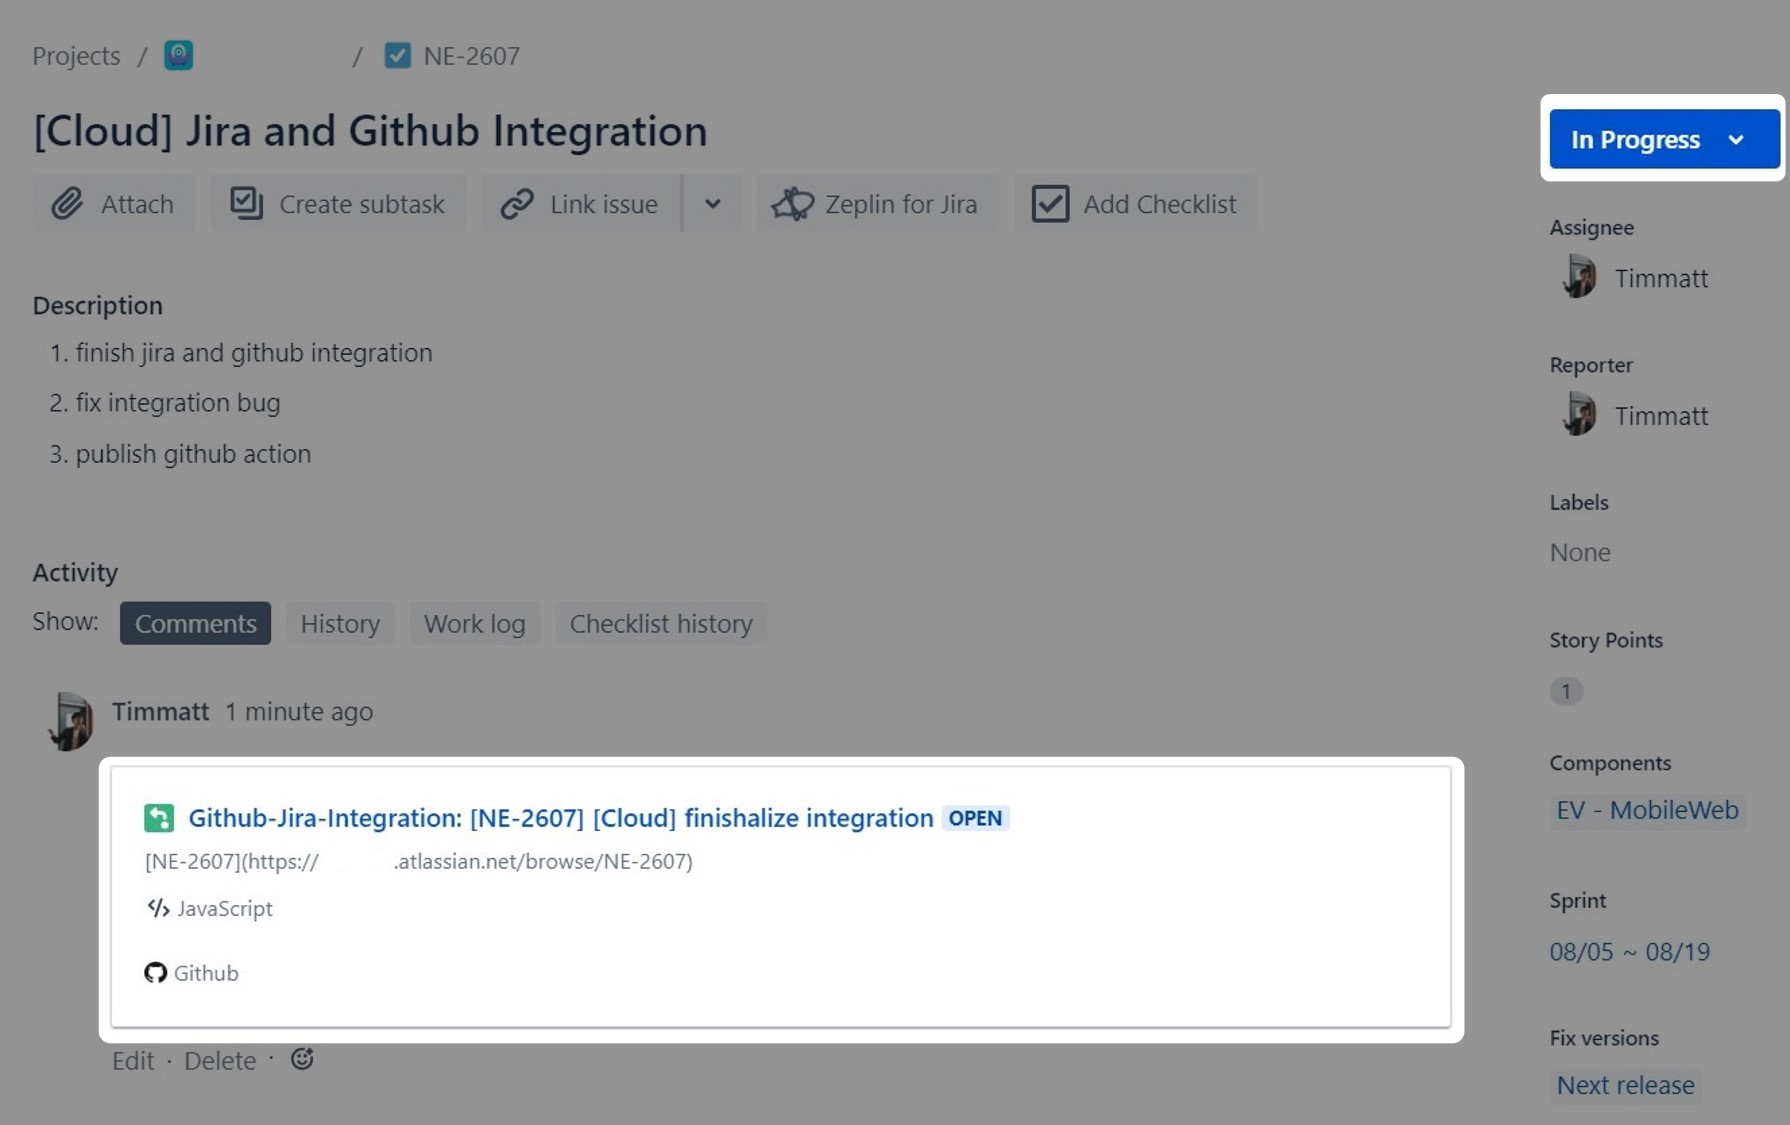 Projects / / NE-2607
[Cloud] Jira and Github Integration
In Progress
Attach Create subtask Link issue Zeplin for Jira Add Checklist
Assignee
Timmatt
Reporter
Timmatt
Labels
None
Story Points
1
Components
EV - MobileWeb
Sprint
08/05 ~ 08/19
Fix versions
Next release
Description
1. finish jira and github integration
2. fix integration bug
3. publish github action
Activity
Show: Comments History Work log Checklist history
Timmatt 1 minute ago
Github-Jira-Integration: [NE-2607] [Cloud] finishalize integration OPEN
[NE-2607](https:// .atlassian.net/browse/NE-2607)
</> JavaScript
Github
Edit · Delete ·